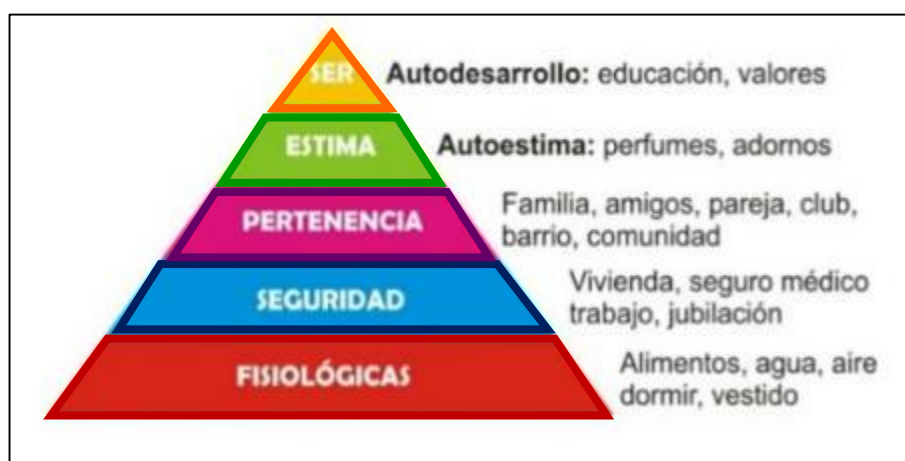 SER
Autodesarrollo: educación, valores
ESTIMA
Autoestima: perfumes, adornos
PERTENENCIA
Familia, amigos, pareja, club,
barrio, comunidad
SEGURIDAD
Vivienda, seguro médico
trabajo, jubilación
FISIOLÓGICAS
Alimentos, agua, aire
dormir, vestido